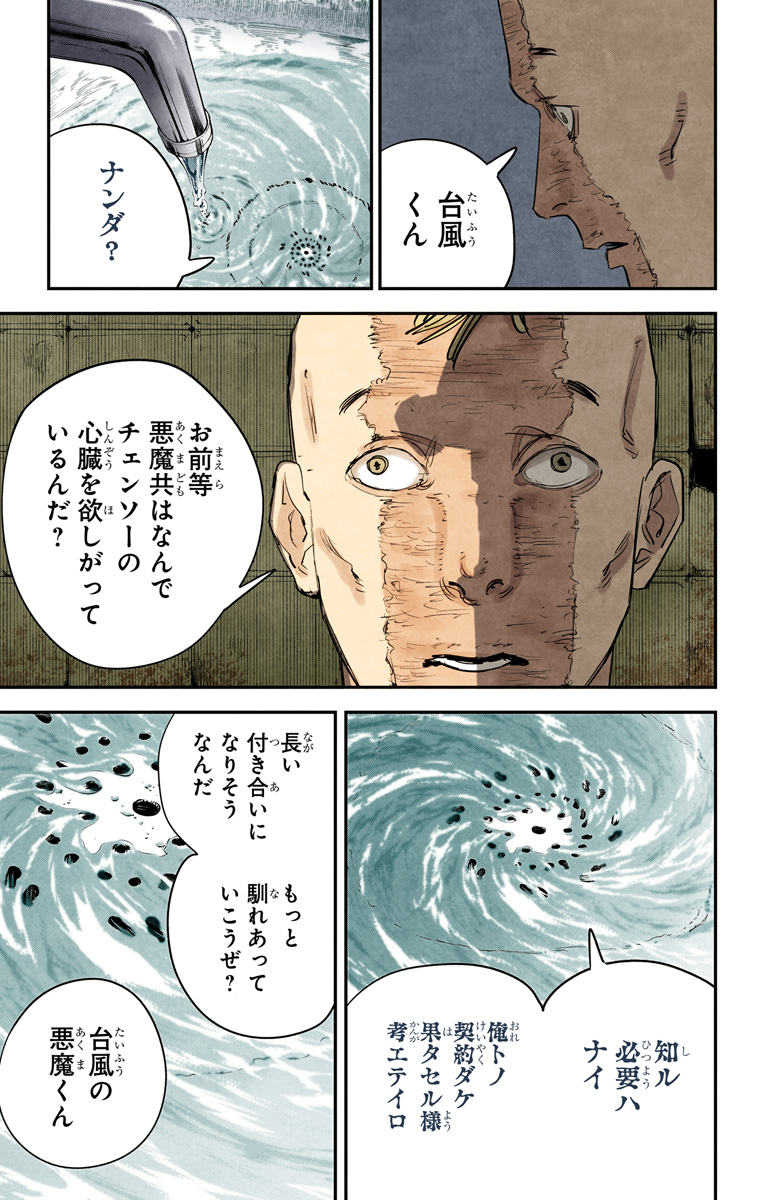 台風
くん
ナンダ？
お前等
悪魔共はなんで
チェンソーの
心臓を欲しがって
いるんだ？
知ル
必要ハ
ナイ
俺トノ
契約ダケ
果タセル様
考エテイロ
長い
付き合いに
なりそう
なんだ
もっと
馴れあって
いこうぜ？
台風の
悪魔くん